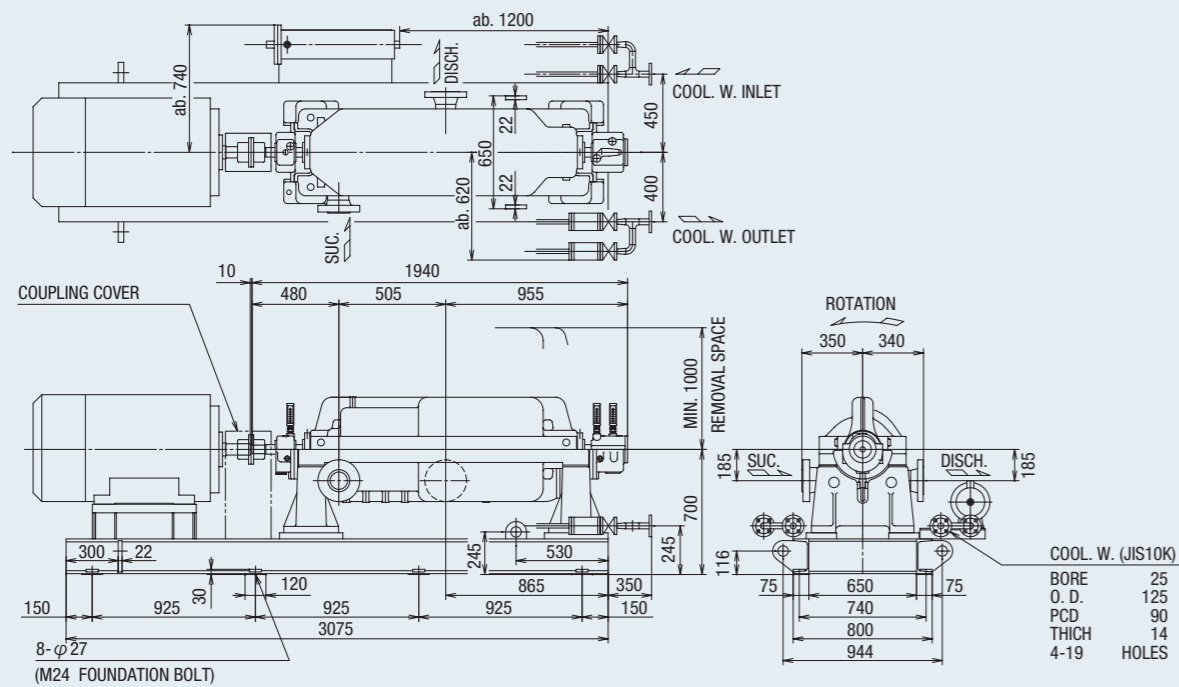 ab. 1200
ab. 740
DISCH.
COOL. W. INLET
450
22
650
22
ab. 620
400
SUC.
COOL. W. OUTLET
10
1940
COUPLING COVER
480
505
955
MIN. 1000
REMOVAL SPACE
ROTATION
350
340
SUC.
DISCH.
185
185
700
300
22
245
530
245
116
30
120
865
350
75
650
75
150
925
925
925
150
740
3075
800
8-φ27
944
(M24 FOUNDATION BOLT)
COOL. W. (JIS10K)
BORE 25
O. D. 125
PCD 90
THICH 14
4-19 HOLES